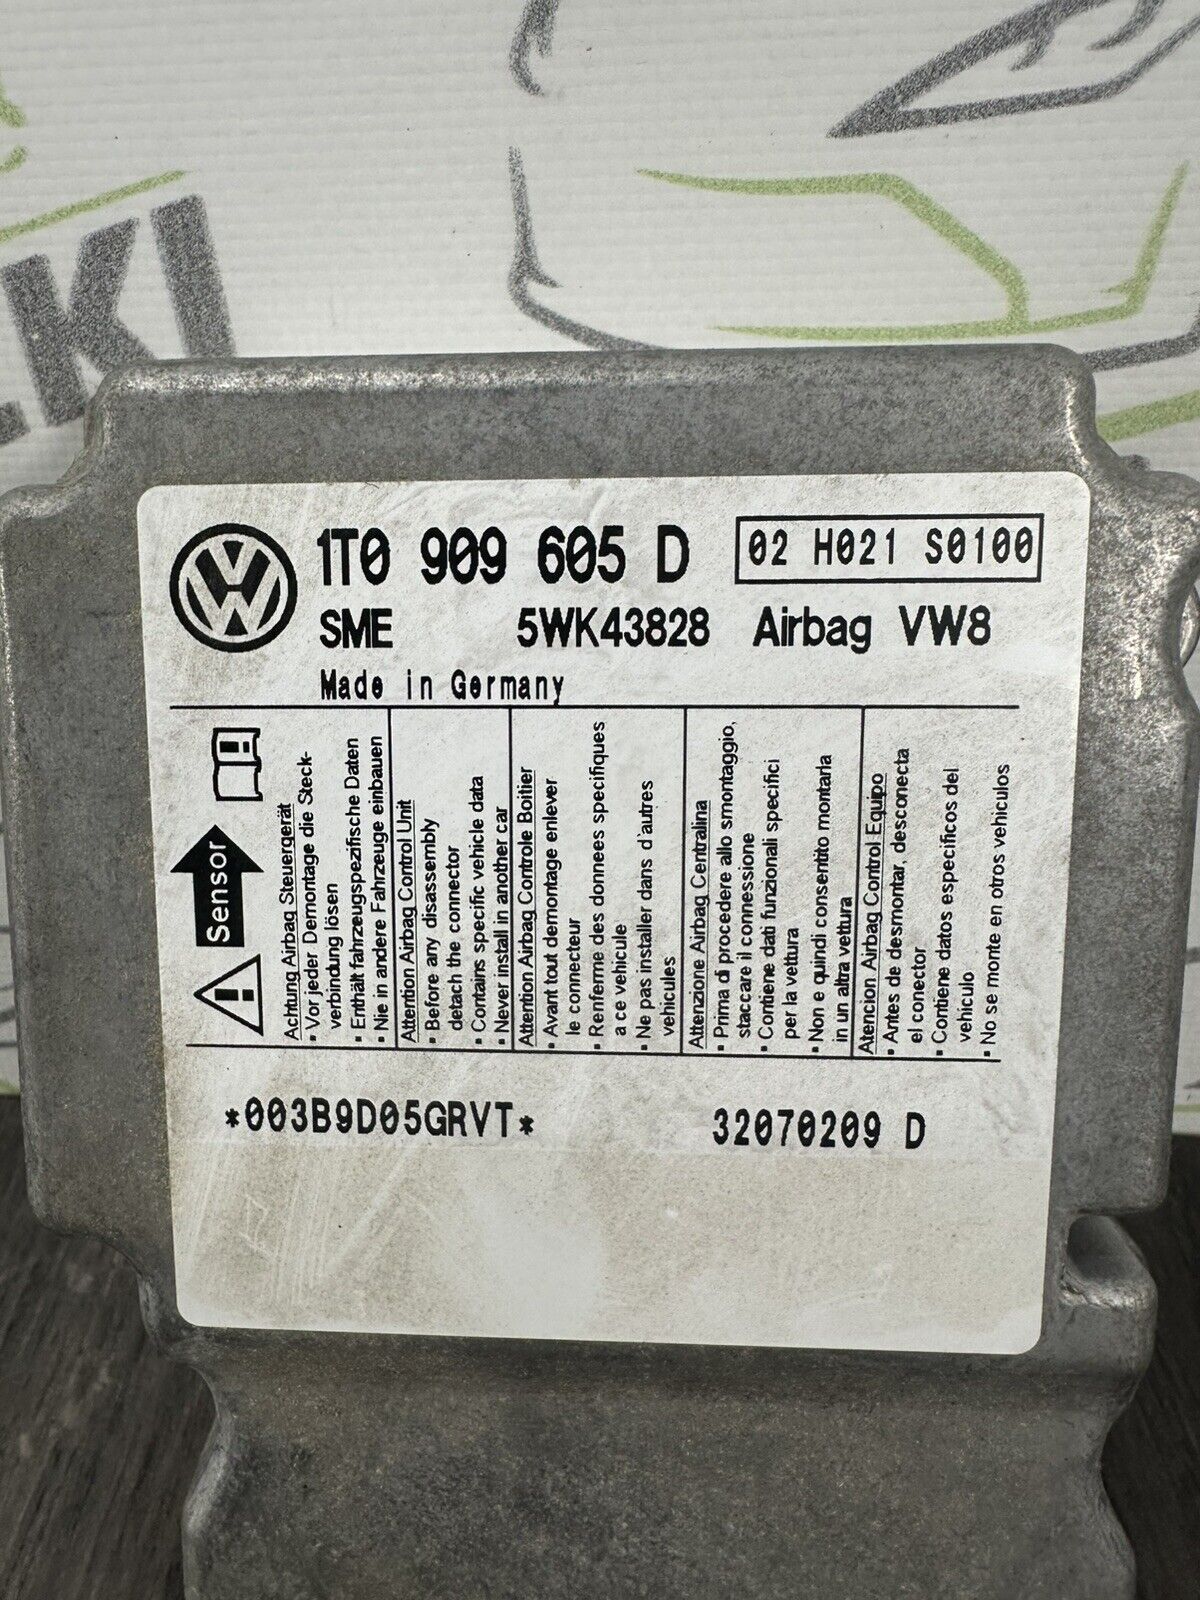 LKI
1T0 909 605 D
02 H021 S0100
SME 5WK43828 Airbag VW8
Made in Germany
Sensor
Achtung Airbag Steuergerät
▪ Vor jeder Demontage die Steck-
verbindung lösen
▪ Enthält fahrzeugspezifische Daten
▪ Nie in andere Fahrzeuge einbauen
Attention Airbag Control Unit
▪ Before any disassembly
detach the connector
▪ Contains specific vehicle data
▪ Never install in another car
Attention Airbag Controle Boitier
▪ Avant tout demontage enlever
le connecteur
▪ Renferme des donnees specifiques
a ce vehicule
▪ Ne pas installer dans d'autres
vehicules
Attenzione Airbag Centralina
▪ Prima di procedere allo smontaggio,
staccare il connessione
▪ Contiene dati funzionali specifici
per la vettura
▪ Non e quindi consentito montarla
in un altra vettura
Atencion Airbag Control Equipo
▪ Antes de desmontar, desconecta
el conector
▪ Contiene datos especificos del
vehiculo
▪ No se monte en otros vehiculos
*003B9D05GRVT* 32070209 D